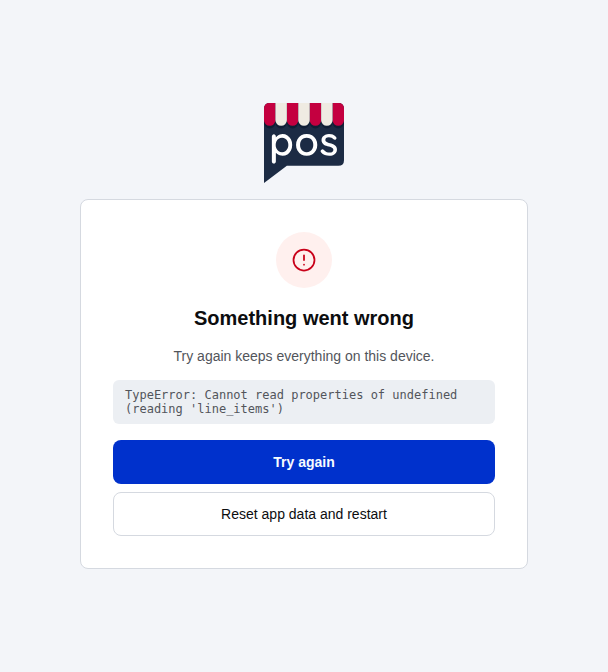 pos
Something went wrong
Try again keeps everything on this device.
TypeError: Cannot read properties of undefined
(reading 'line_items')
Try again
Reset app data and restart